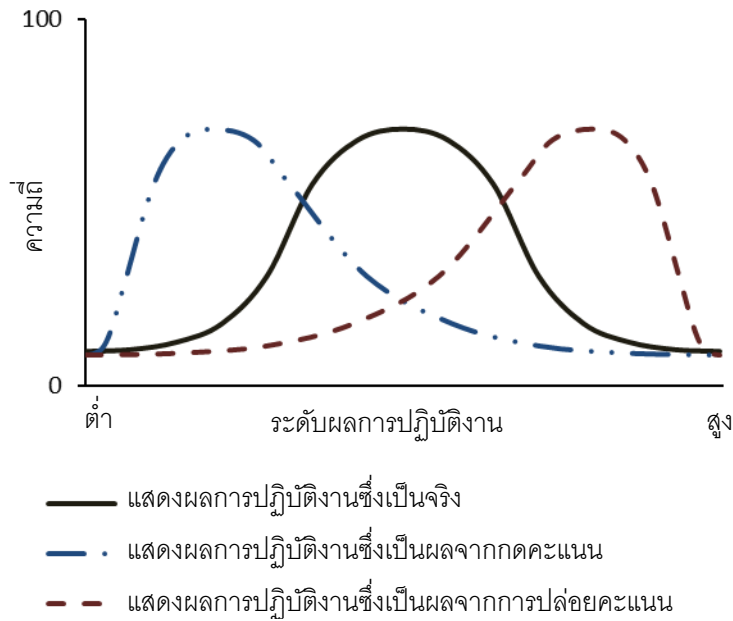 100
ความถี่
0
ต่ำ
ระดับผลการปฏิบัติงาน
สูง
แสดงผลการปฏิบัติงานซึ่งเป็นจริง
แสดงผลการปฏิบัติงานซึ่งเป็นผลจากกดคะแนน
แสดงผลการปฏิบัติงานซึ่งเป็นผลจากการปล่อยคะแนน